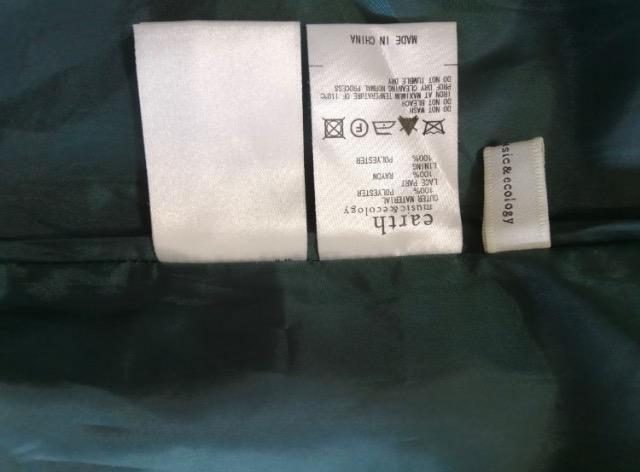 earth
music&ecology
OUTER MATERIAL
100% POLYESTER
LACE PART
100% RAYON
LINING
100% POLYESTER
DO NOT WASH
DO NOT BLEACH
IRON AT MAXIMUM TEMPERATURE OF 110°C
PROF DRY CLEANING NORMAL PROCESS
DO NOT TUMBLE DRY
MADE IN CHINA
sic&ecology